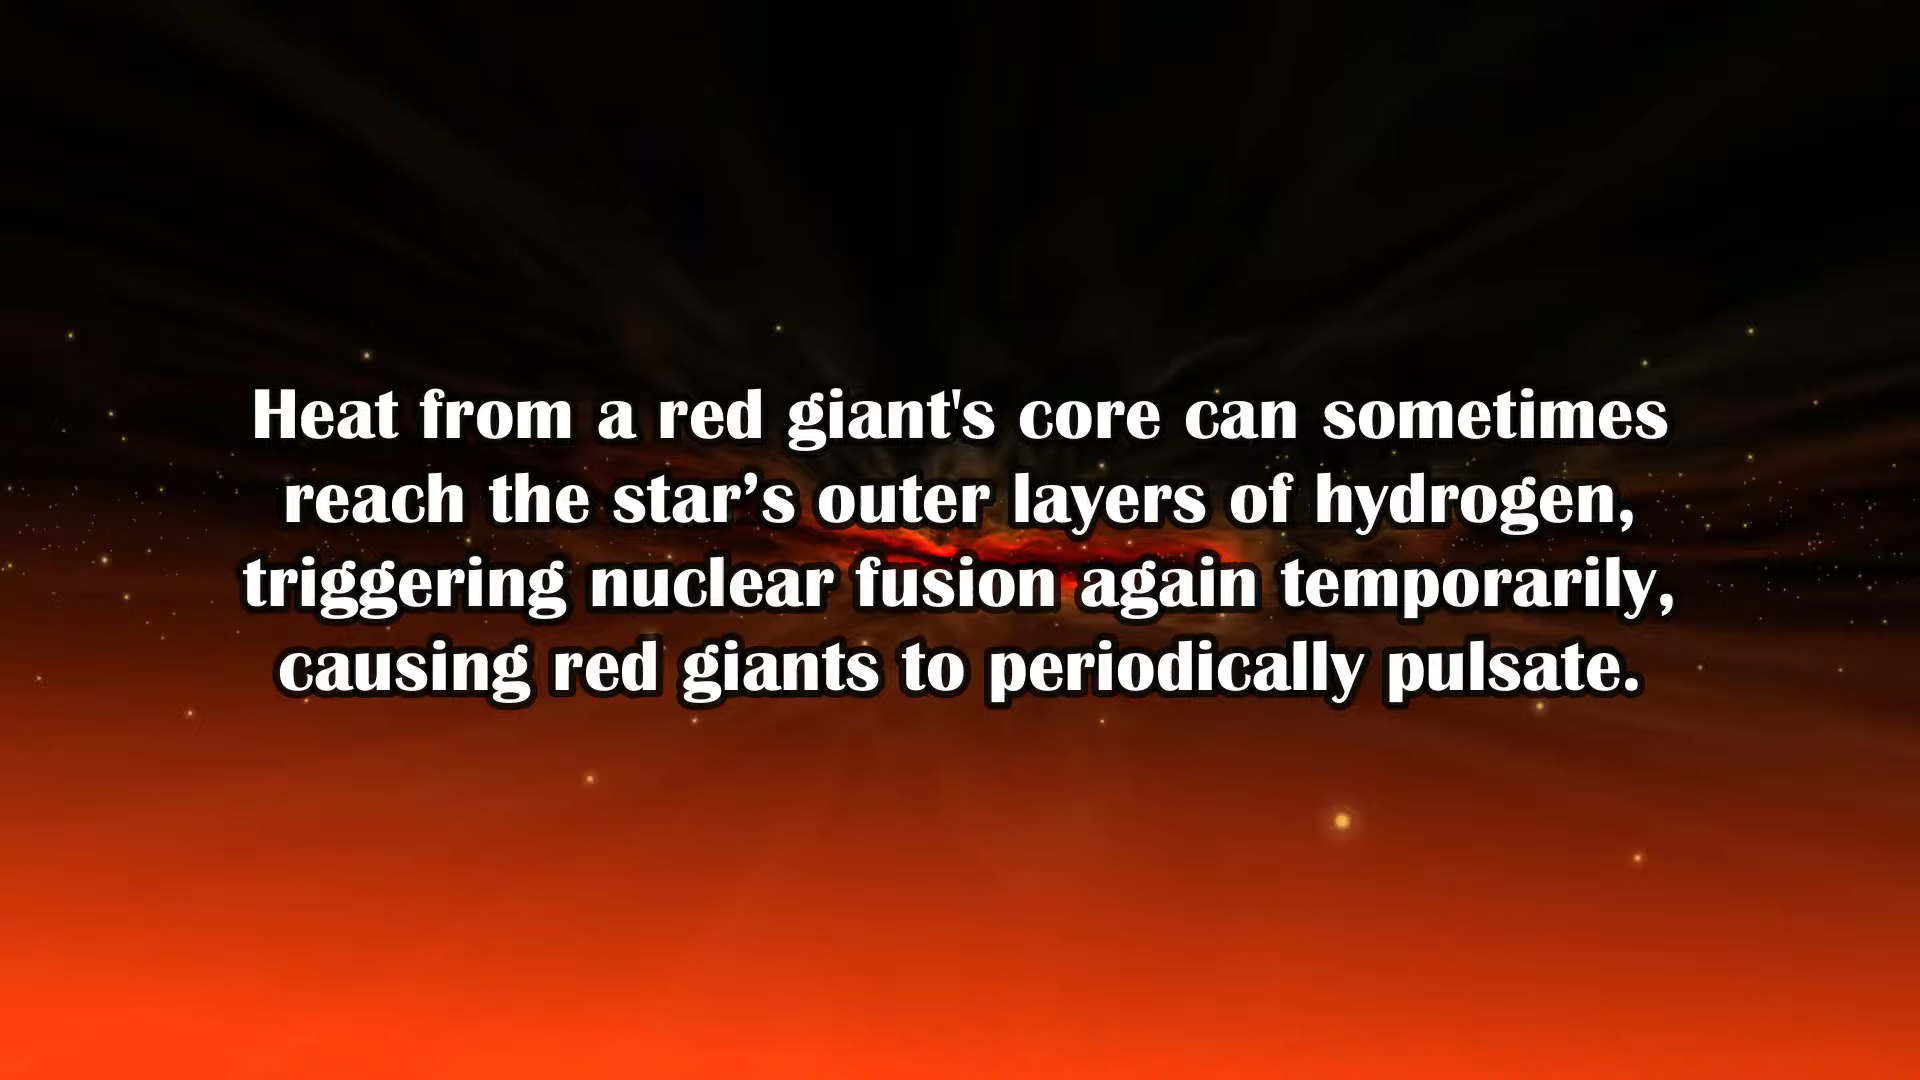 Heat from a red giant's core can sometimes
reach the star’s outer layers of hydrogen,
triggering nuclear fusion again temporarily,
causing red giants to periodically pulsate.